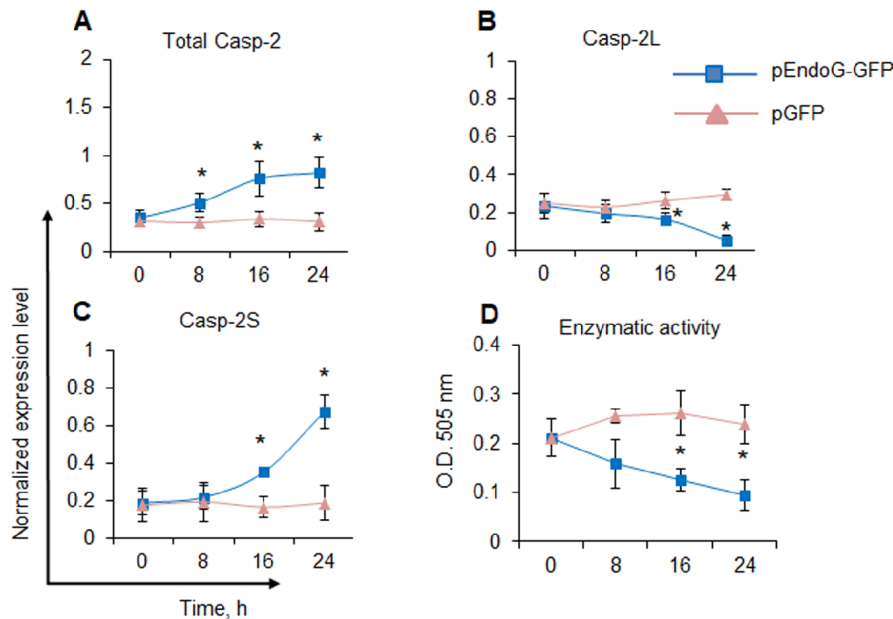 A
Total Casp-2
2
1.5
1
0.5
0
0 8 16 24
* * *
B
Casp-2L
1
0.8
0.6
0.4
0.2
0
0 8 16 24
* *
pEndoG-GFP
pGFP
C
Casp-2S
1
0.8
0.6
0.4
0.2
0
0 8 16 24
* *
D
Enzymatic activity
0.4
0.3
0.2
0.1
0
0 8 16 24
* *
O.D. 505 nm
Normalized expression level
Time, h